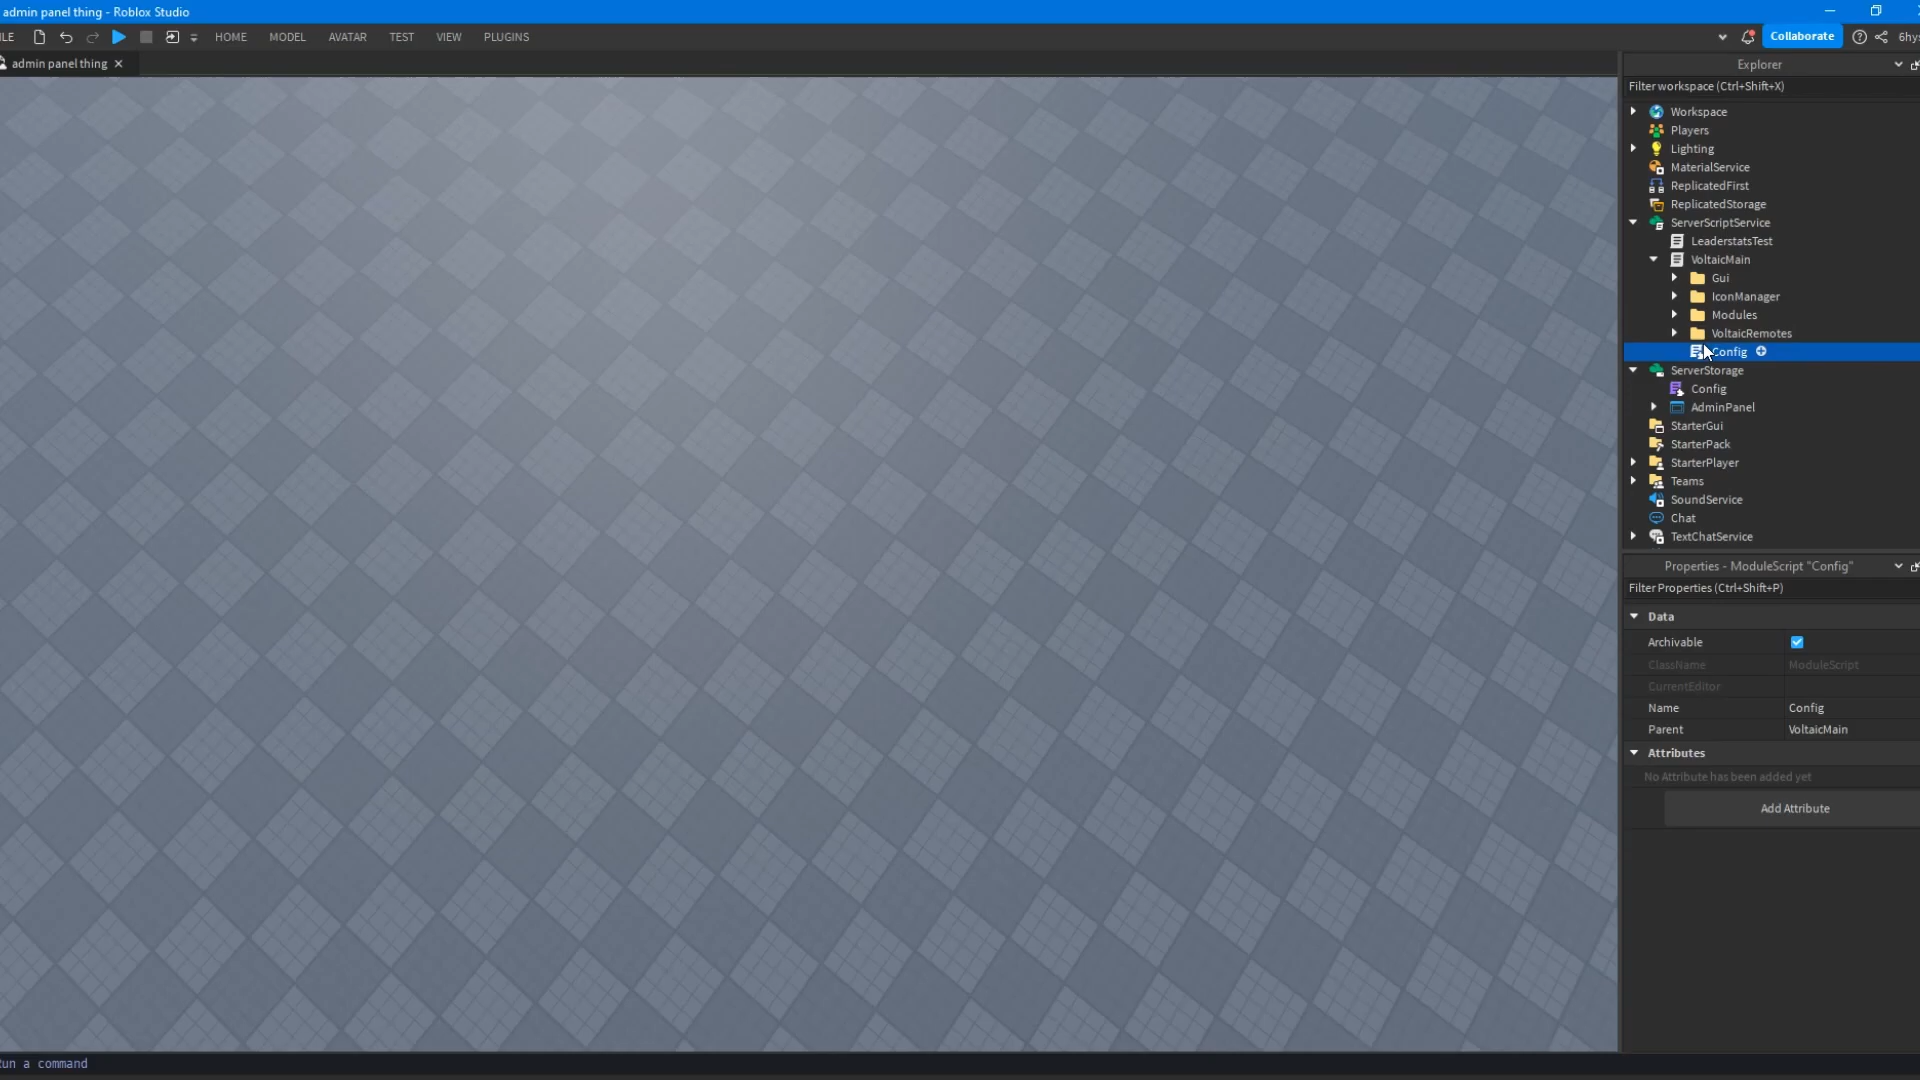 admin panel thing - Roblox Studio
ILE HOME MODEL AVATAR TEST VIEW PLUGINS Collaborate 6hys
admin panel thing
Explorer
Filter workspace (Ctrl+Shift+X)
Workspace
Players
Lighting
MaterialService
ReplicatedFirst
ReplicatedStorage
ServerScriptService
LeaderstatsTest
VoltaicMain
Gui
IconManager
Modules
VoltaicRemotes
Config
ServerStorage
Config
AdminPanel
StarterGui
StarterPack
StarterPlayer
Teams
SoundService
Chat
TextChatService
Properties - ModuleScript "Config"
Filter Properties (Ctrl+Shift+P)
Data
Archivable
ClassName ModuleScript
CurrentEditor
Name Config
Parent VoltaicMain
Attributes
No Attribute has been added yet
Add Attribute
Run a command